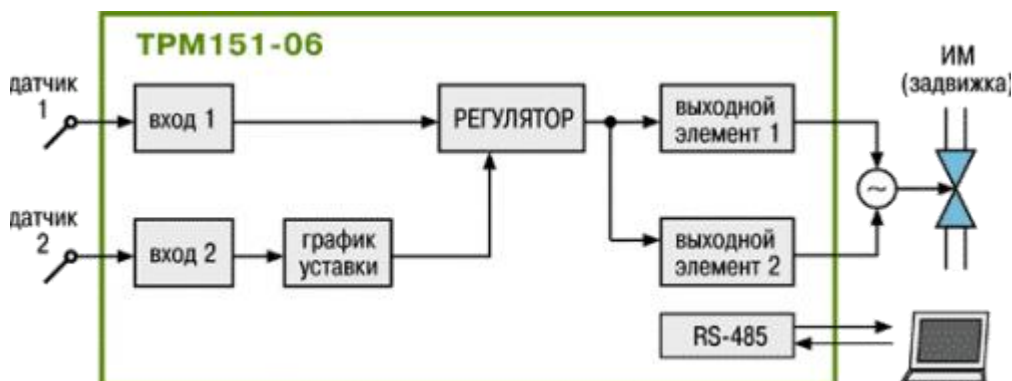 ТРМ151-06
датчик
1
вход 1
РЕГУЛЯТОР
выходной
элемент 1
ИМ
(задвижка)
датчик
2
вход 2
график
уставки
выходной
элемент 2
~
RS-485